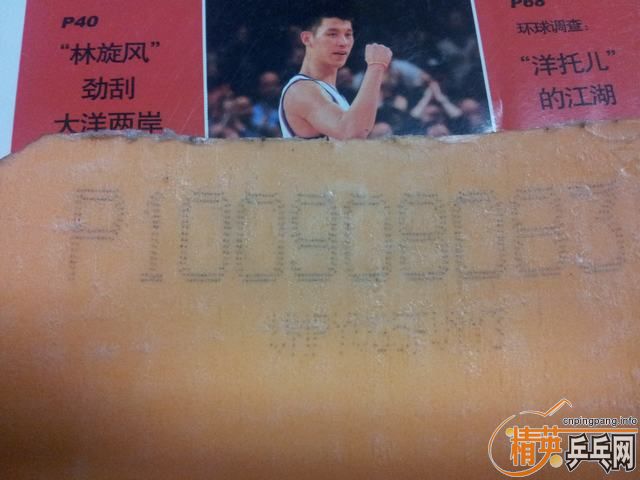 P40
“林旋风”
劲刮
大洋两岸
P68
环球调查：
“洋托儿”
的江湖
P100908083
cnpingpang.info
精英乒乓网